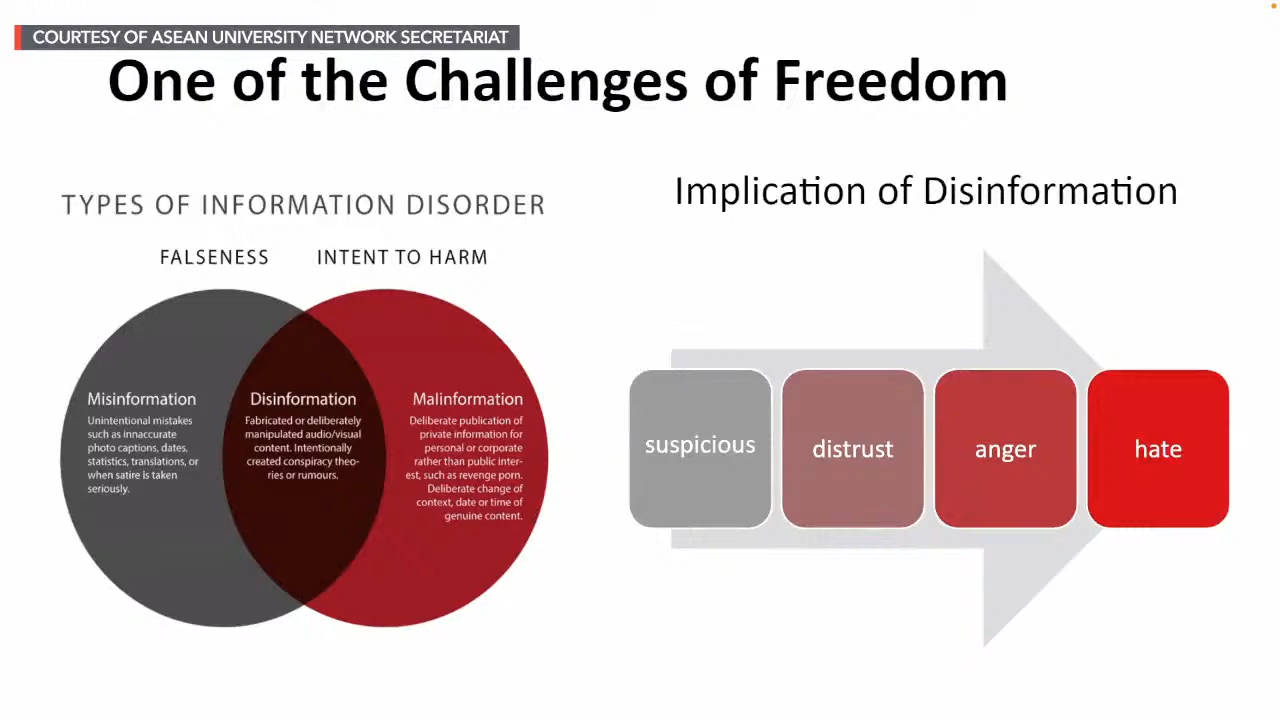 COURTESY OF ASEAN UNIVERSITY NETWORK SECRETARIAT
One of the Challenges of Freedom
TYPES OF INFORMATION DISORDER
FALSENESS
INTENT TO HARM
Misinformation
Unintentional mistakes
such as innaccurate
photo captions, dates,
statistics, translations, or
when satire is taken
seriously.
Disinformation
Fabricated or deliberately
manipulated audio/visual
content. Intentionally
created conspiracy theo-
ries or rumours.
Malinformation
Deliberate publication of
private information for
personal or corporate
rather than public inter-
est, such as revenge porn.
Deliberate change of
context, date or time of
genuine content.
Implication of Disinformation
suspicious
distrust
anger
hate